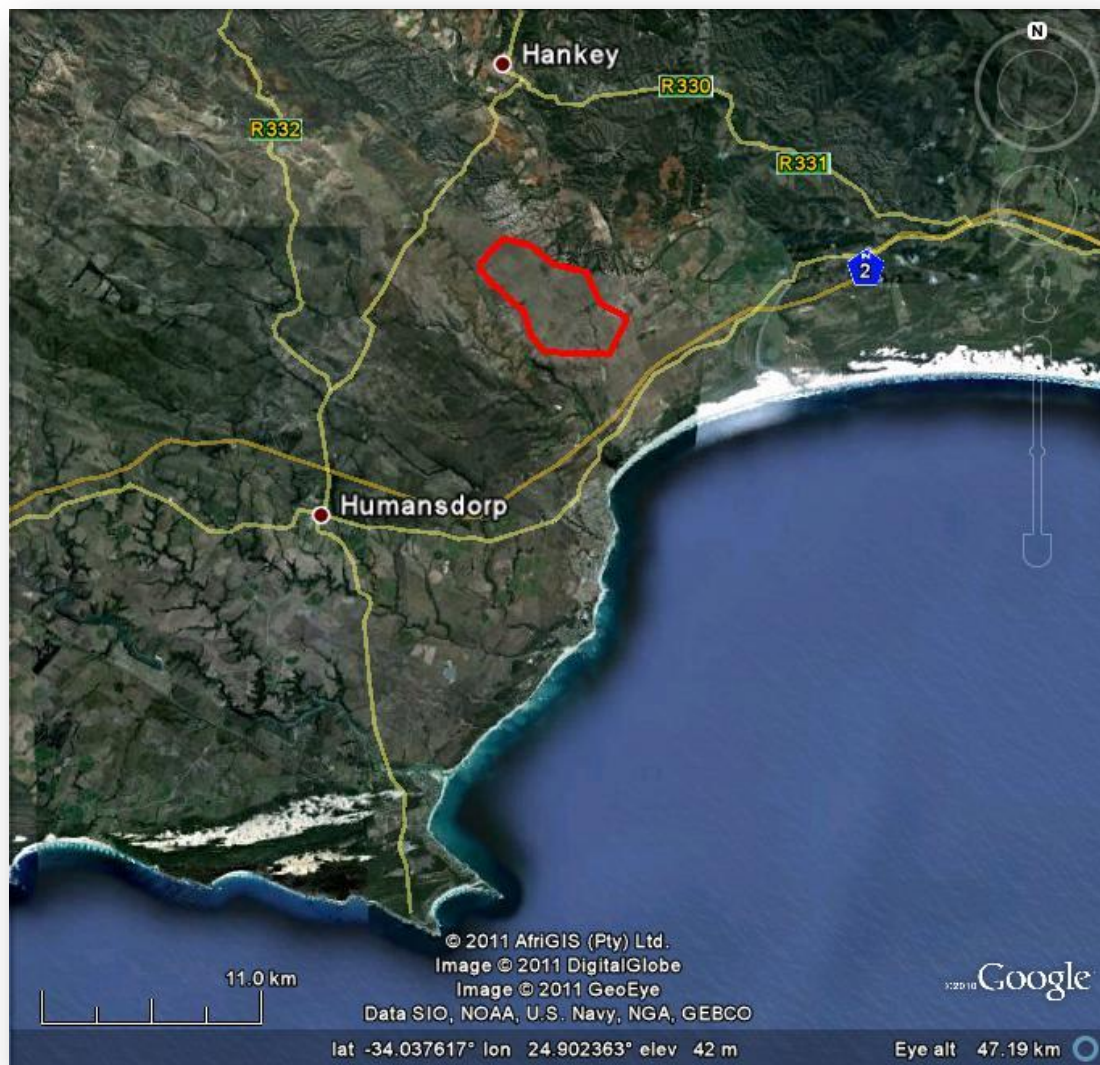 N
Hankey
R330
R332
R331
N
2
Humansdorp
© 2011 AfriGIS (Pty) Ltd.
Image © 2011 DigitalGlobe
Image © 2011 GeoEye
Data SIO, NOAA, U.S. Navy, NGA, GEBCO
11.0 km
©2010 Google
lat -34.037617° lon 24.902363° elev 42 m
Eye alt 47.19 km